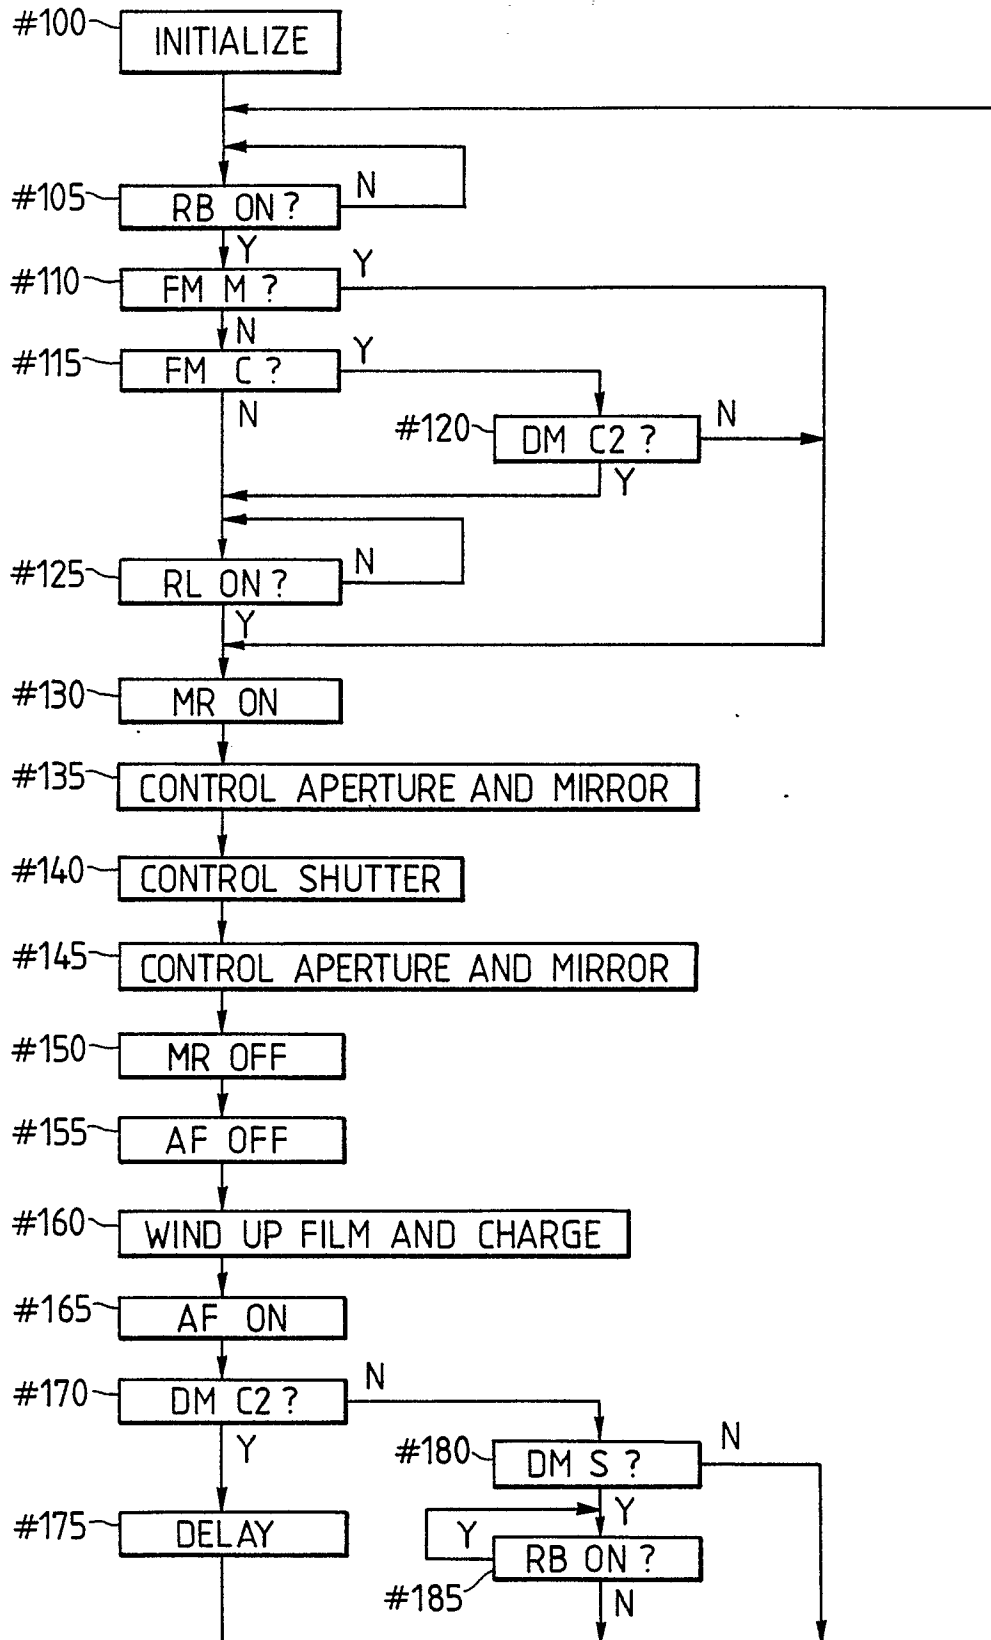 #100 INITIALIZE
#105 RB ON? N
Y
#110 FM M? Y
N
#115 FM C? Y
N
#120 DM C2? N
Y
#125 RL ON? N
Y
#130 MR ON
#135 CONTROL APERTURE AND MIRROR
#140 CONTROL SHUTTER
#145 CONTROL APERTURE AND MIRROR
#150 MR OFF
#155 AF OFF
#160 WIND UP FILM AND CHARGE
#165 AF ON
#170 DM C2? N
Y
#180 DM S? N
Y
#175 DELAY
Y RB ON?
#185
N